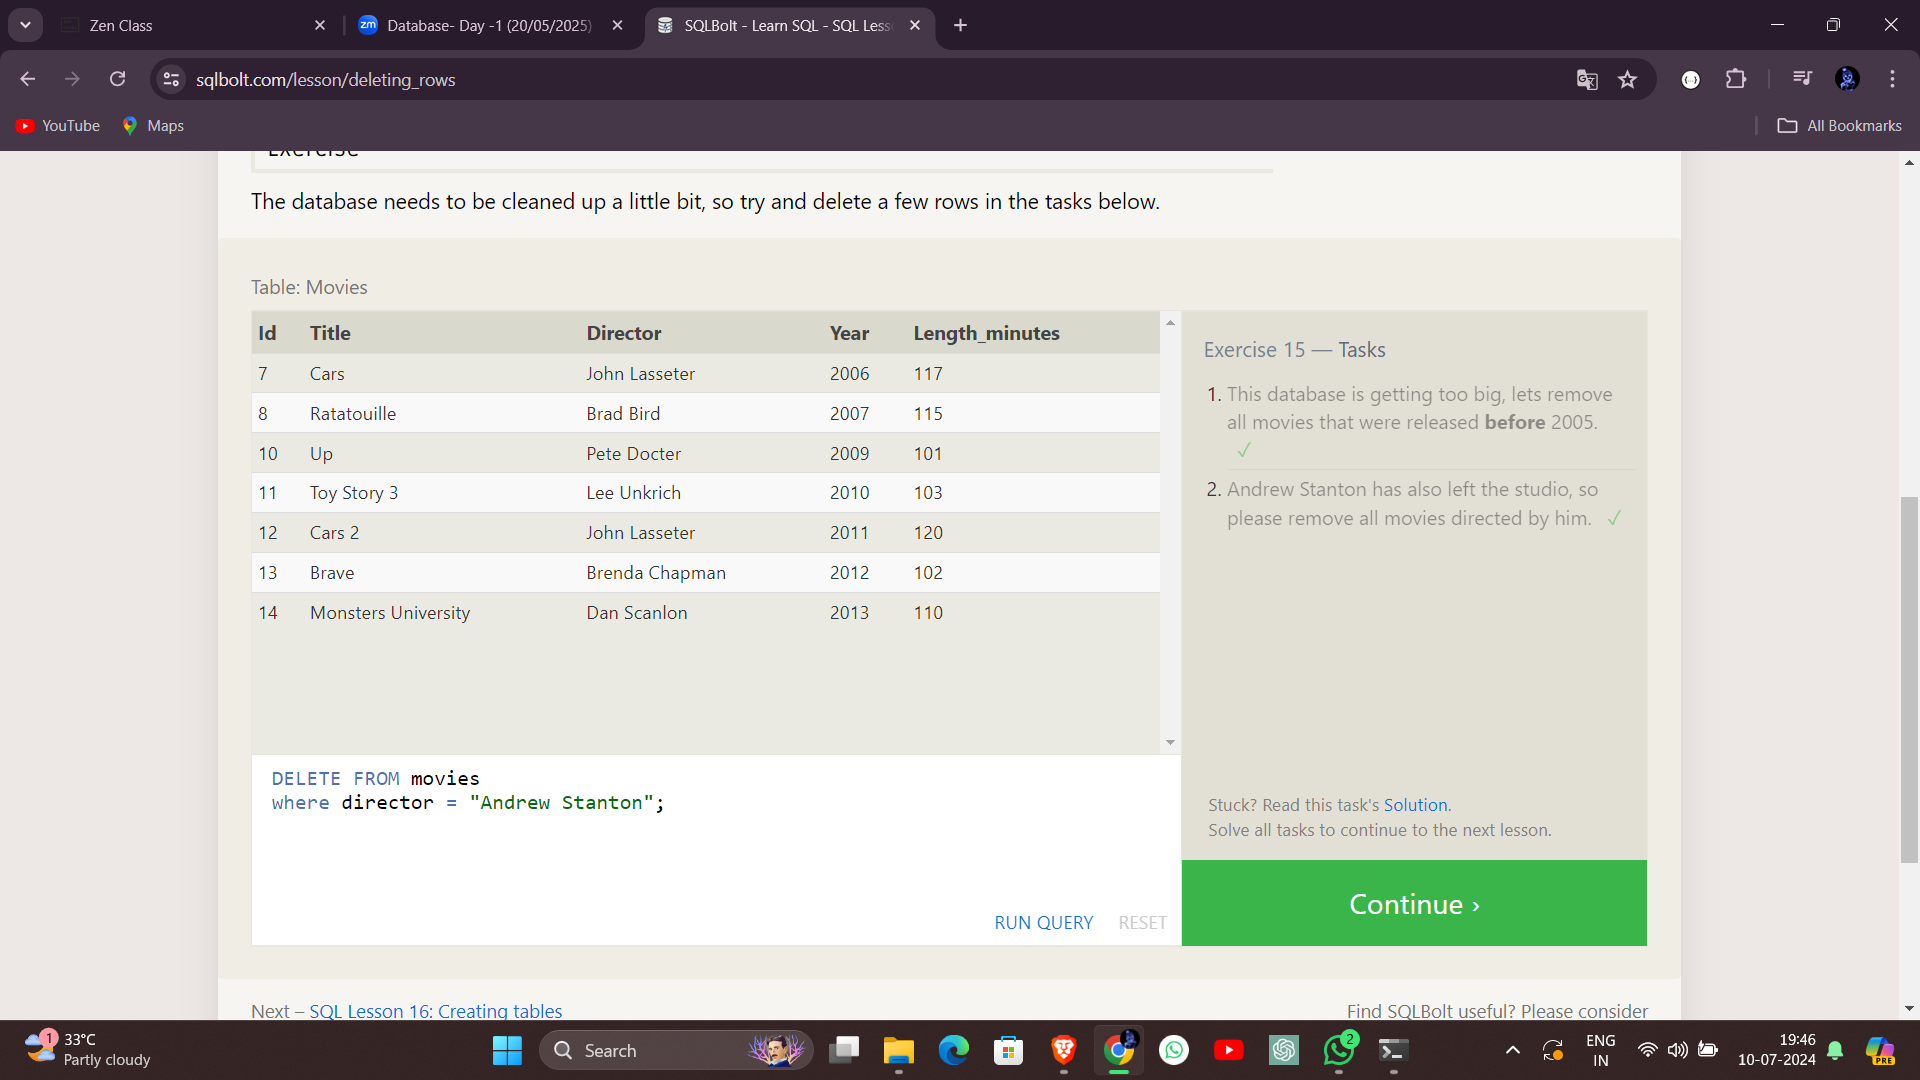 Zen Class
Database- Day -1 (20/05/2025)
SQLBolt - Learn SQL - SQL Less
sqlbolt.com/lesson/deleting_rows
YouTube
Maps
All Bookmarks
Exercise
The database needs to be cleaned up a little bit, so try and delete a few rows in the tasks below.
Table: Movies
Id Title Director Year Length_minutes
7 Cars John Lasseter 2006 117
8 Ratatouille Brad Bird 2007 115
10 Up Pete Docter 2009 101
11 Toy Story 3 Lee Unkrich 2010 103
12 Cars 2 John Lasseter 2011 120
13 Brave Brenda Chapman 2012 102
14 Monsters University Dan Scanlon 2013 110
Exercise 15 — Tasks
1. This database is getting too big, lets remove
all movies that were released before 2005.
✓
2. Andrew Stanton has also left the studio, so
please remove all movies directed by him. ✓
DELETE FROM movies
where director = "Andrew Stanton";
RUN QUERY RESET
Stuck? Read this task's Solution.
Solve all tasks to continue to the next lesson.
Continue ›
Next – SQL Lesson 16: Creating tables
Find SQLBolt useful? Please consider
1
33°C
Partly cloudy
Search
2
ENG
IN
19:46
10-07-2024
PRE